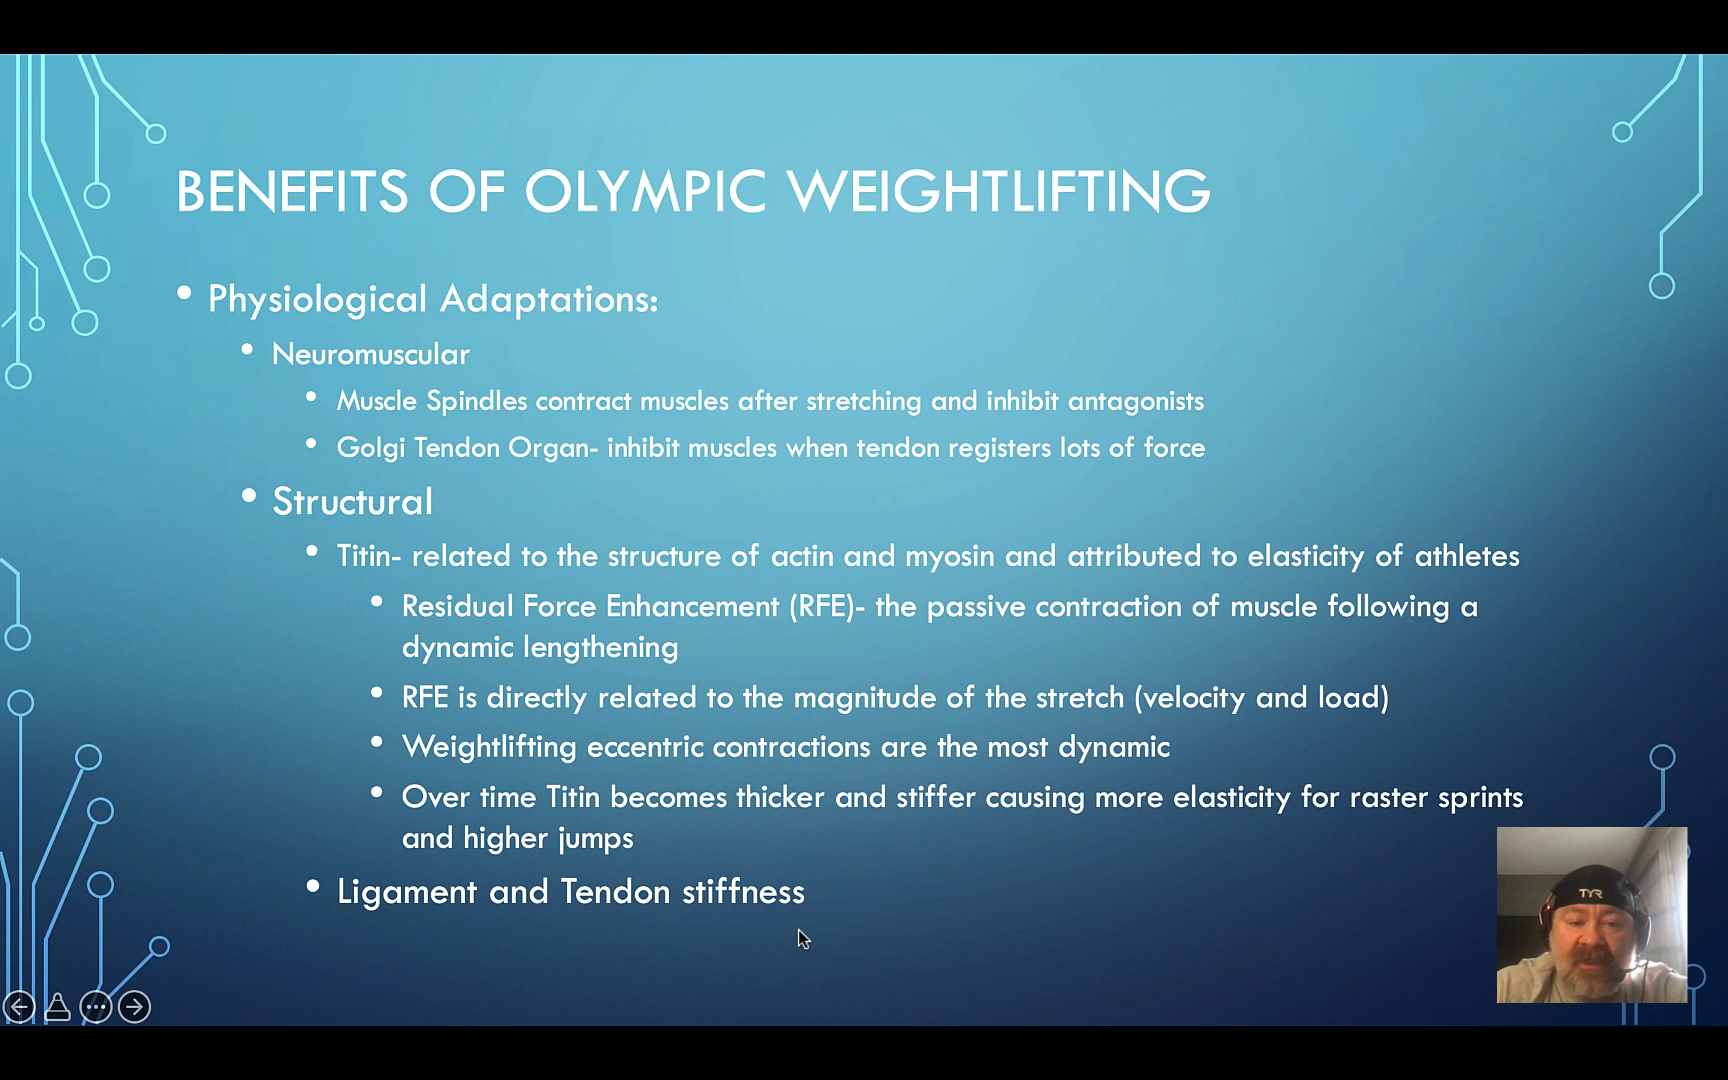 BENEFITS OF OLYMPIC WEIGHTLIFTING
• Physiological Adaptations:
• Neuromuscular
• Muscle Spindles contract muscles after stretching and inhibit antagonists
• Golgi Tendon Organ- inhibit muscles when tendon registers lots of force
• Structural
• Titin- related to the structure of actin and myosin and attributed to elasticity of athletes
• Residual Force Enhancement (RFE)- the passive contraction of muscle following a
dynamic lengthening
• RFE is directly related to the magnitude of the stretch (velocity and load)
• Weightlifting eccentric contractions are the most dynamic
• Over time Titin becomes thicker and stiffer causing more elasticity for raster sprints
and higher jumps
• Ligament and Tendon stiffness
TYR